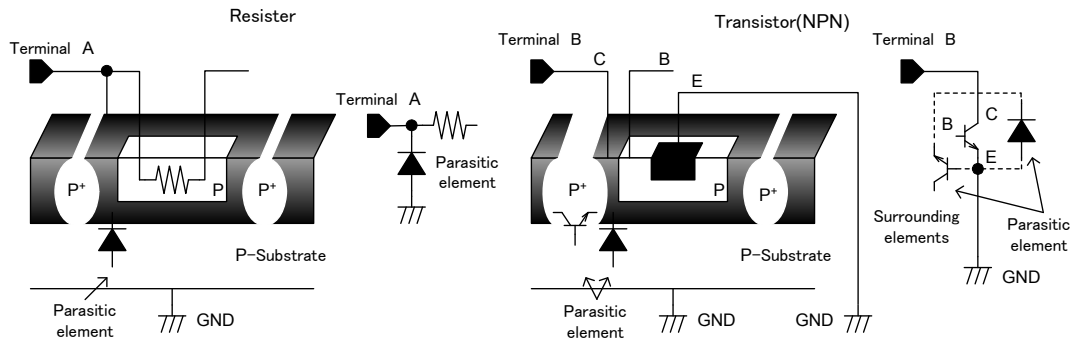 Resister
Terminal A
P+
P
P+
P-Substrate
Parasitic
element
GND
Terminal A
Parasitic
element
Transistor(NPN)
Terminal B
C
B
E
P+
P
P+
P-Substrate
Parasitic
element
GND
GND
Terminal B
B
C
E
Surrounding
elements
Parasitic
element
GND